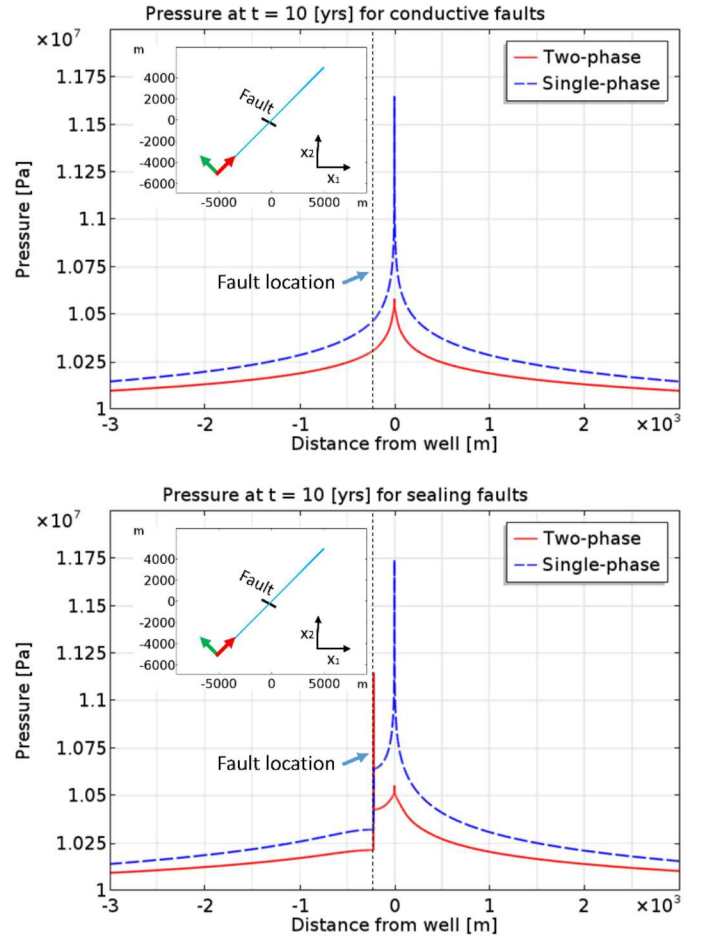 Pressure at t = 10 [yrs] for conductive faults
×10⁷
1.175
1.15
1.125
1.1
1.075
1.05
1.025
1
Pressure [Pa]
m
4000
2000
0
-2000
-4000
-6000
-5000 0 5000 m
Fault
x₂
x₁
Two-phase
Single-phase
Fault location
-3 -2 -1 0 1 2 ×10³
Distance from well [m]
Pressure at t = 10 [yrs] for sealing faults
×10⁷
1.175
1.15
1.125
1.1
1.075
1.05
1.025
1
Pressure [Pa]
m
4000
2000
0
-2000
-4000
-6000
-5000 0 5000 m
Fault
x₂
x₁
Two-phase
Single-phase
Fault location
-3 -2 -1 0 1 2 ×10³
Distance from well [m]